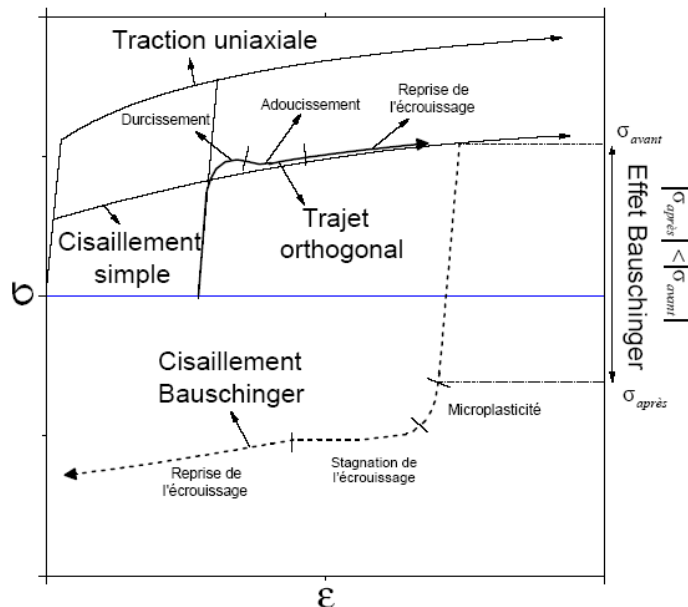 Traction uniaxiale
Durcissement
Adoucissement
Reprise de
l'écrouissage
σavant
Cisaillement
simple
Trajet
orthogonal
σ
Effet Bauschinger
|σaprès| < |σavant|
Cisaillement
Bauschinger
σaprès
Microplasticité
Reprise de
l'écrouissage
Stagnation de
l'écrouissage
ε